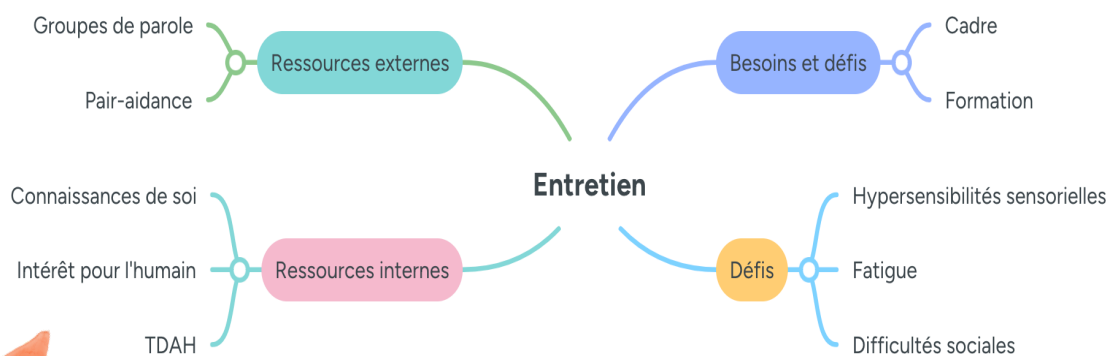 Groupes de parole
Ressources externes
Pair-aidance
Besoins et défis
Cadre
Formation
Entretien
Connaissances de soi
Intérêt pour l'humain
Ressources internes
TDAH
Défis
Hypersensibilités sensorielles
Fatigue
Difficultés sociales